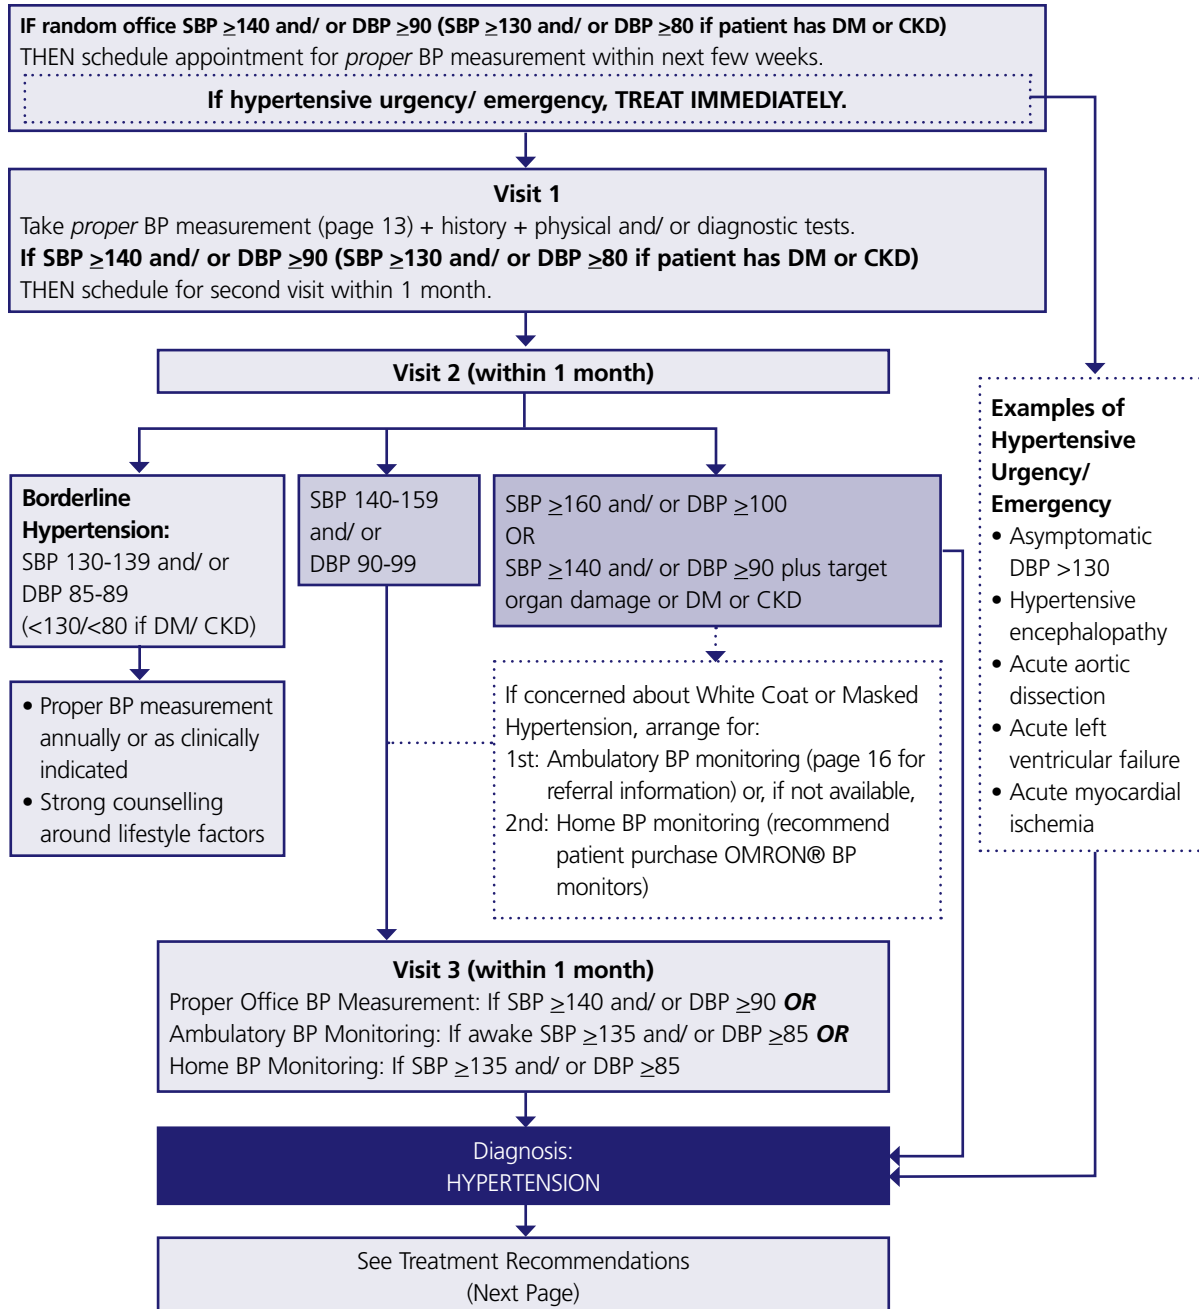 IF random office SBP ≥140 and/ or DBP ≥90 (SBP ≥130 and/ or DBP ≥80 if patient has DM or CKD)
THEN schedule appointment for proper BP measurement within next few weeks.
If hypertensive urgency/ emergency, TREAT IMMEDIATELY.
Visit 1
Take proper BP measurement (page 13) + history + physical and/ or diagnostic tests.
If SBP ≥140 and/ or DBP ≥90 (SBP ≥130 and/ or DBP ≥80 if patient has DM or CKD)
THEN schedule for second visit within 1 month.
Visit 2 (within 1 month)
Borderline
Hypertension:
SBP 130-139 and/ or
DBP 85-89
(<130/<80 if DM/ CKD)
• Proper BP measurement
annually or as clinically
indicated
• Strong counselling
around lifestyle factors
SBP 140-159
and/ or
DBP 90-99
SBP ≥160 and/ or DBP ≥100
OR
SBP ≥140 and/ or DBP ≥90 plus target
organ damage or DM or CKD
If concerned about White Coat or Masked
Hypertension, arrange for:
1st: Ambulatory BP monitoring (page 16 for
referral information) or, if not available,
2nd: Home BP monitoring (recommend
patient purchase OMRON® BP
monitors)
Examples of
Hypertensive
Urgency/
Emergency
• Asymptomatic
DBP >130
• Hypertensive
encephalopathy
• Acute aortic
dissection
• Acute left
ventricular failure
• Acute myocardial
ischemia
Visit 3 (within 1 month)
Proper Office BP Measurement: If SBP ≥140 and/ or DBP ≥90 OR
Ambulatory BP Monitoring: If awake SBP ≥135 and/ or DBP ≥85 OR
Home BP Monitoring: If SBP ≥135 and/ or DBP ≥85
Diagnosis:
HYPERTENSION
See Treatment Recommendations
(Next Page)